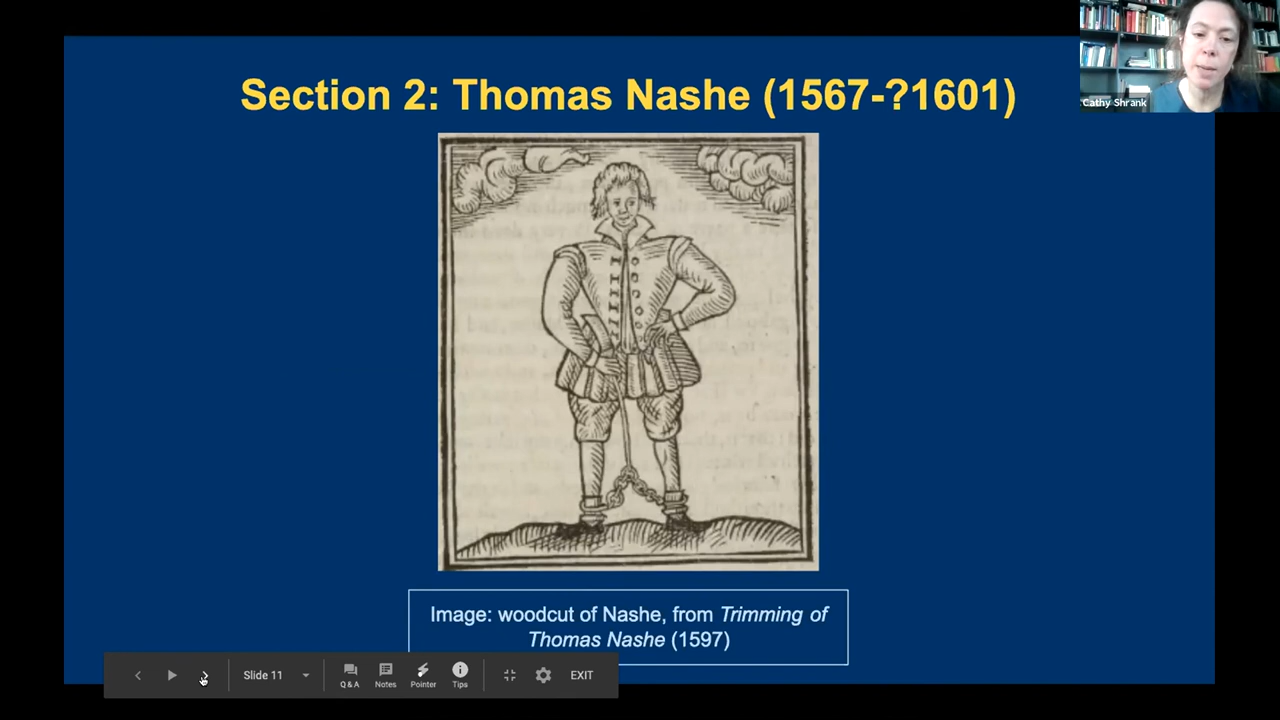 Section 2: Thomas Nashe (1567-?1601)
Cathy Shrank
Image: woodcut of Nashe, from Trimming of
Thomas Nashe (1597)
Slide 11
Q & A
Notes
Pointer
Tips
EXIT